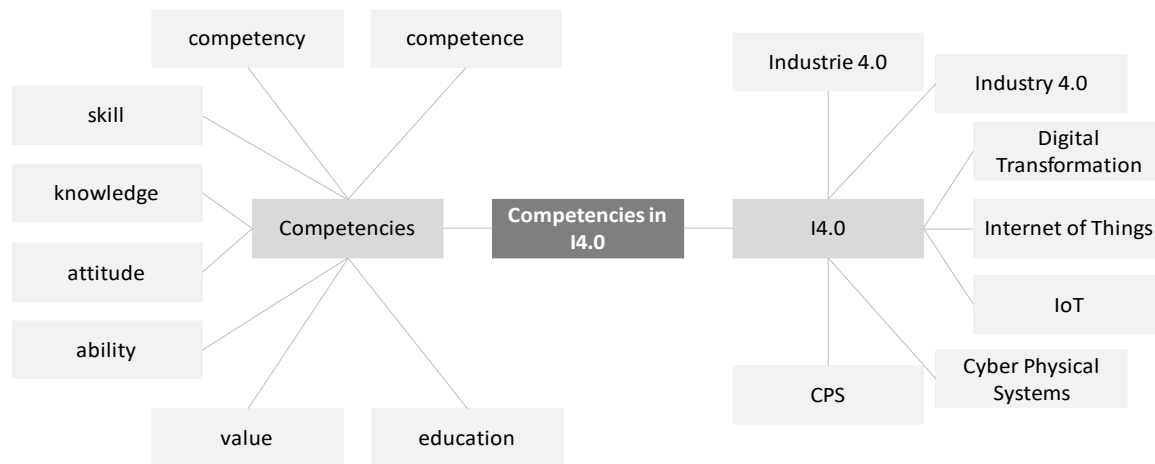 competency
competence
Industrie 4.0
Industry 4.0
skill
Digital
Transformation
knowledge
Competencies
Competencies in
I4.0
I4.0
Internet of Things
attitude
IoT
ability
Cyber Physical
Systems
CPS
value
education